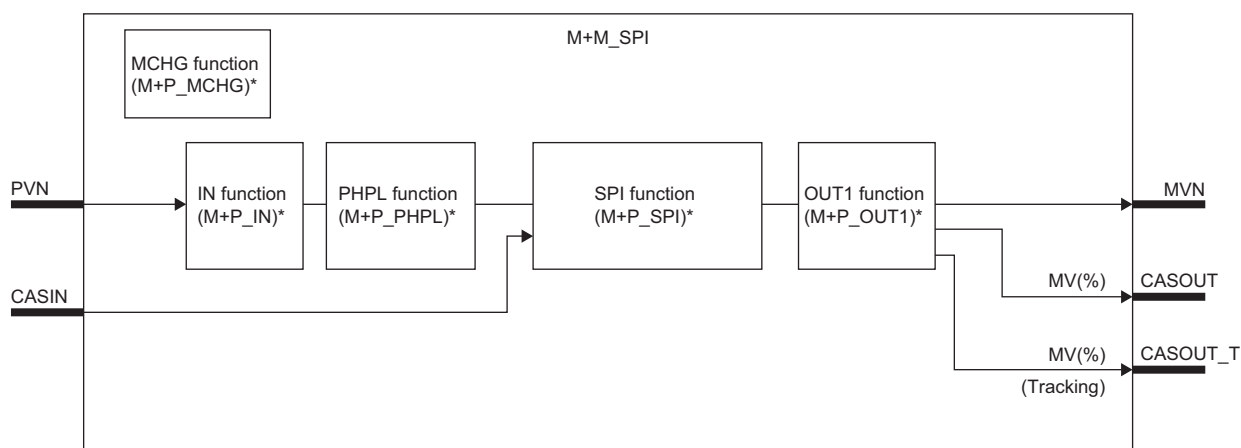 M+M_SPI
MCHG function
(M+P_MCHG)*
PVN
IN function
(M+P_IN)*
PHPL function
(M+P_PHPL)*
SPI function
(M+P_SPI)*
OUT1 function
(M+P_OUT1)*
MVN
CASIN
MV(%)
CASOUT
MV(%)
(Tracking)
CASOUT_T